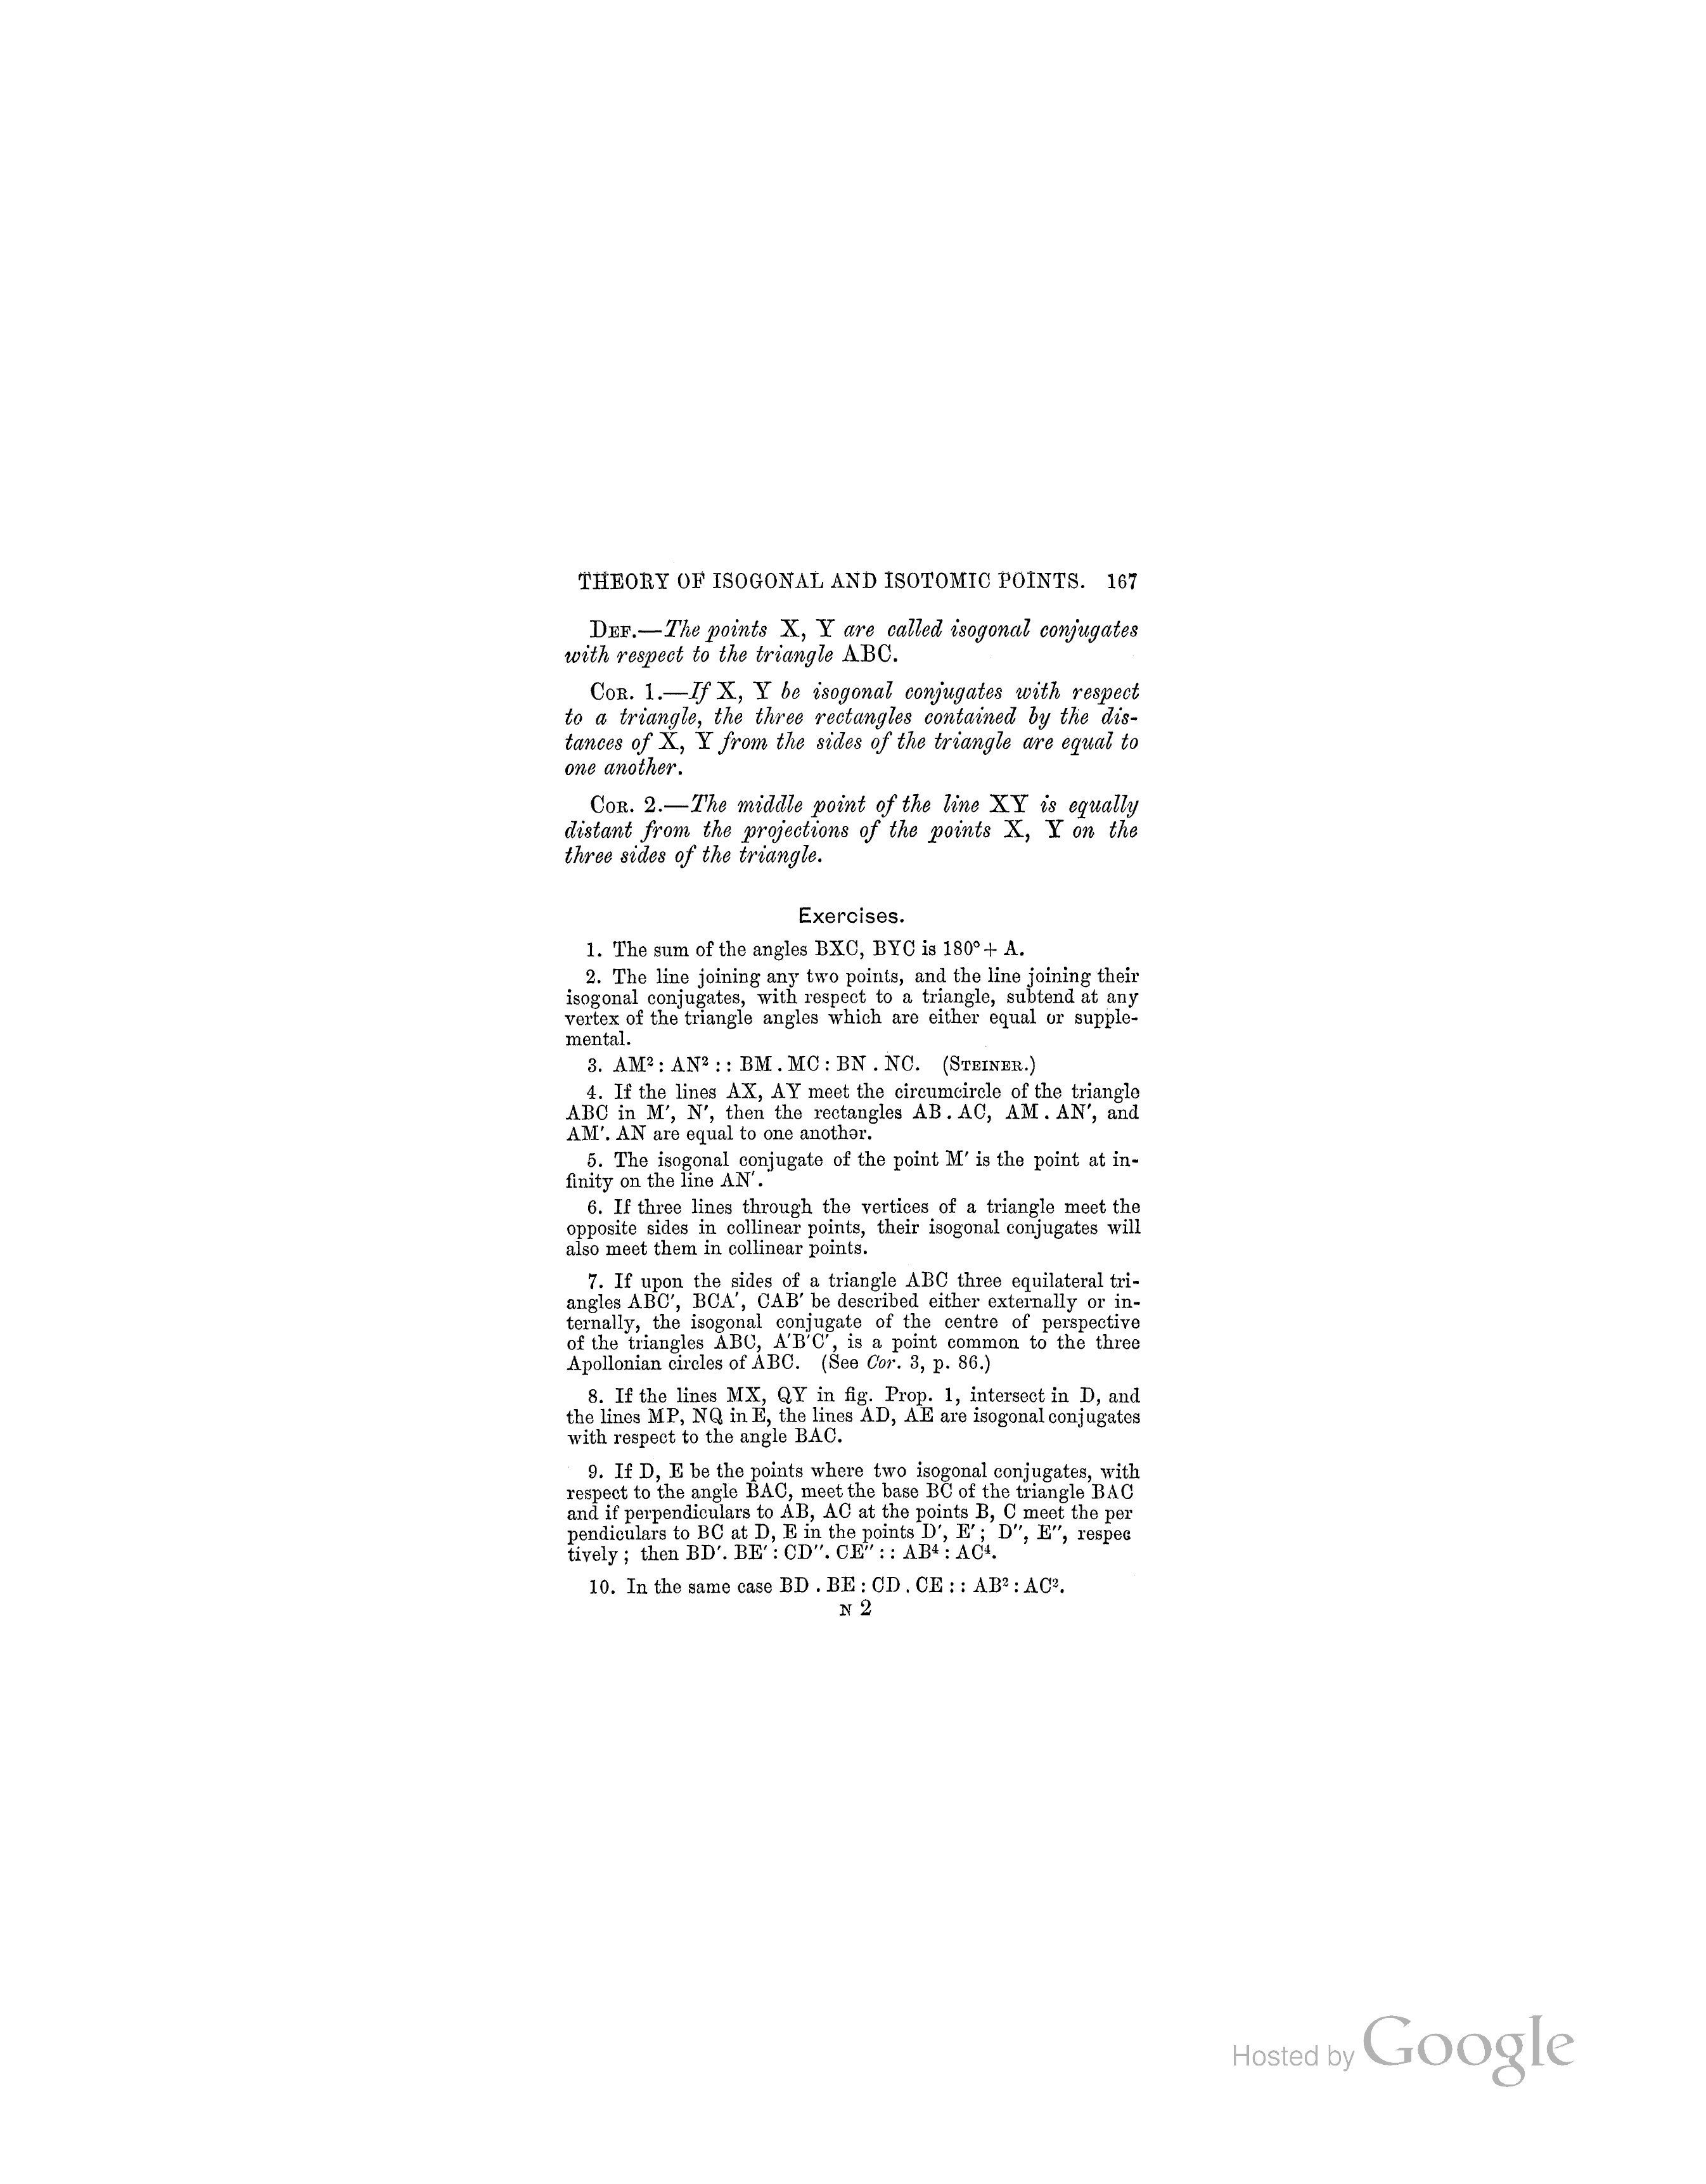 THEORY OF ISOGONAL AND ISOTOMIC POINTS. 167
DEF.—The points X, Y are called isogonal conjugates
with respect to the triangle ABC.
COR. 1.—If X, Y be isogonal conjugates with respect
to a triangle, the three rectangles contained by the dis-
tances of X, Y from the sides of the triangle are equal to
one another.
COR. 2.—The middle point of the line XY is equally
distant from the projections of the points X, Y on the
three sides of the triangle.
Exercises.
1. The sum of the angles BXC, BYC is 180° + A.
2. The line joining any two points, and the line joining their
isogonal conjugates, with respect to a triangle, subtend at any
vertex of the triangle angles which are either equal or supple-
mental.
3. AM² : AN² : : BM . MC : BN . NC. (STEINER.)
4. If the lines AX, AY meet the circumcircle of the triangle
ABC in M′, N′, then the rectangles AB . AC, AM . AN′, and
AM′. AN are equal to one another.
5. The isogonal conjugate of the point M′ is the point at in-
finity on the line AN′.
6. If three lines through the vertices of a triangle meet the
opposite sides in collinear points, their isogonal conjugates will
also meet them in collinear points.
7. If upon the sides of a triangle ABC three equilateral tri-
angles ABC′, BCA′, CAB′ be described either externally or in-
ternally, the isogonal conjugate of the centre of perspective
of the triangles ABC, A′B′C′, is a point common to the three
Apollonian circles of ABC. (See Cor. 3, p. 86.)
8. If the lines MX, QY in fig. Prop. 1, intersect in D, and
the lines MP, NQ in E, the lines AD, AE are isogonal conjugates
with respect to the angle BAC.
9. If D, E be the points where two isogonal conjugates, with
respect to the angle BAC, meet the base BC of the triangle BAC
and if perpendiculars to AB, AC at the points B, C meet the per
pendiculars to BC at D, E in the points D′, E′ ; D″, E″, respec
tively ; then BD′. BE′ : CD″. CE″ : : AB⁴ : AC⁴.
10. In the same case BD . BE : CD . CE : : AB² : AC².
N 2
Hosted by Google